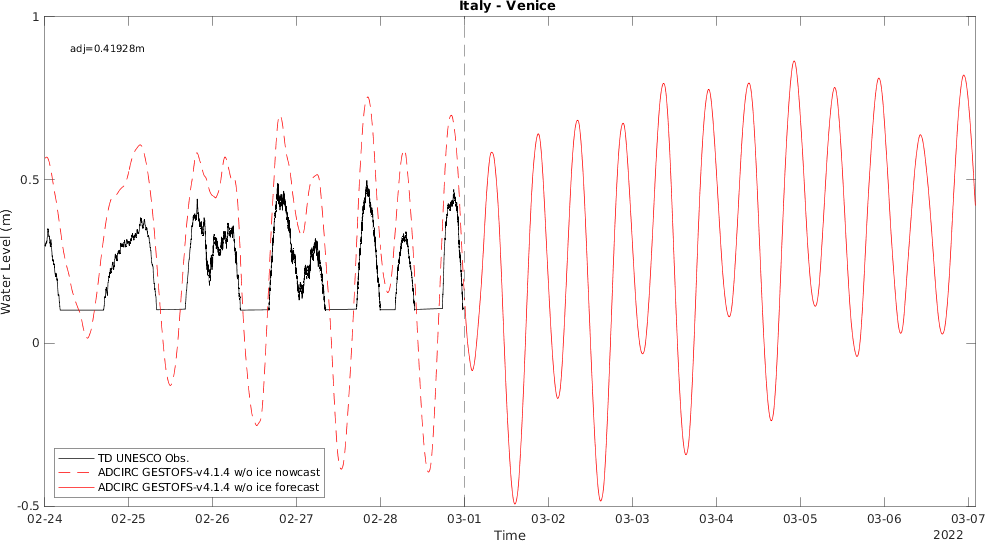 Italy - Venice
adj=0.41928m
Water Level (m)
1
0.5
0
-0.5
TD UNESCO Obs.
ADCIRC GESTOFS-v4.1.4 w/o ice nowcast
ADCIRC GESTOFS-v4.1.4 w/o ice forecast
02-24 02-25 02-26 02-27 02-28 03-01 03-02 03-03 03-04 03-05 03-06 03-07
Time
2022